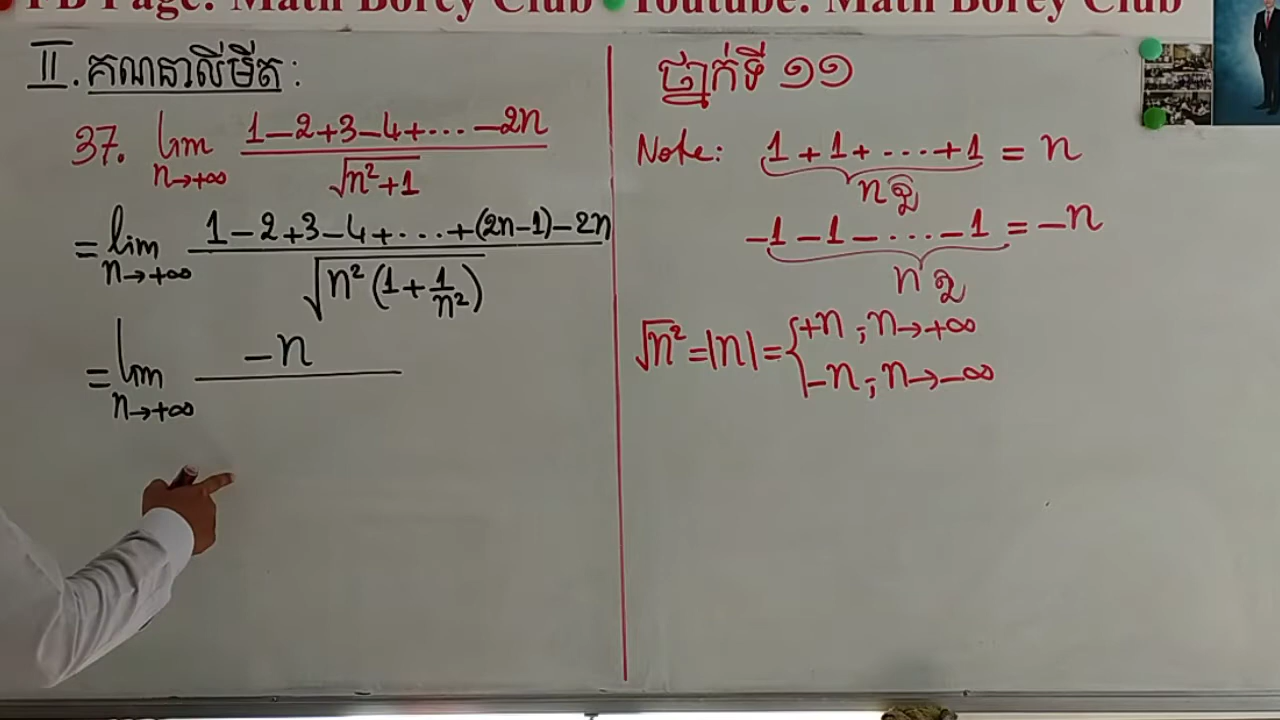 FB Page: Math Borey Club Youtube: Math Borey Club
II. គណនាលីមីត :
37. lim n→+∞ (1-2+3-4+...-2n)/√(n²+1)
= lim n→+∞ (1-2+3-4+...+(2n-1)-2n)/√(n²(1+1/n²))
= lim n→+∞ -n
ថ្នាក់ទី ១១
Note: 1+1+...+1 = n
n ដង
-1-1-...-1 = -n
n ដង
√n² = |n| = { +n ; n→+∞
-n ; n→-∞